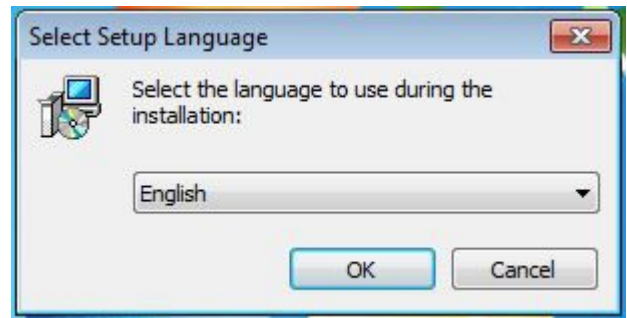 Select Setup Language
Select the language to use during the
installation:
English
OK
Cancel